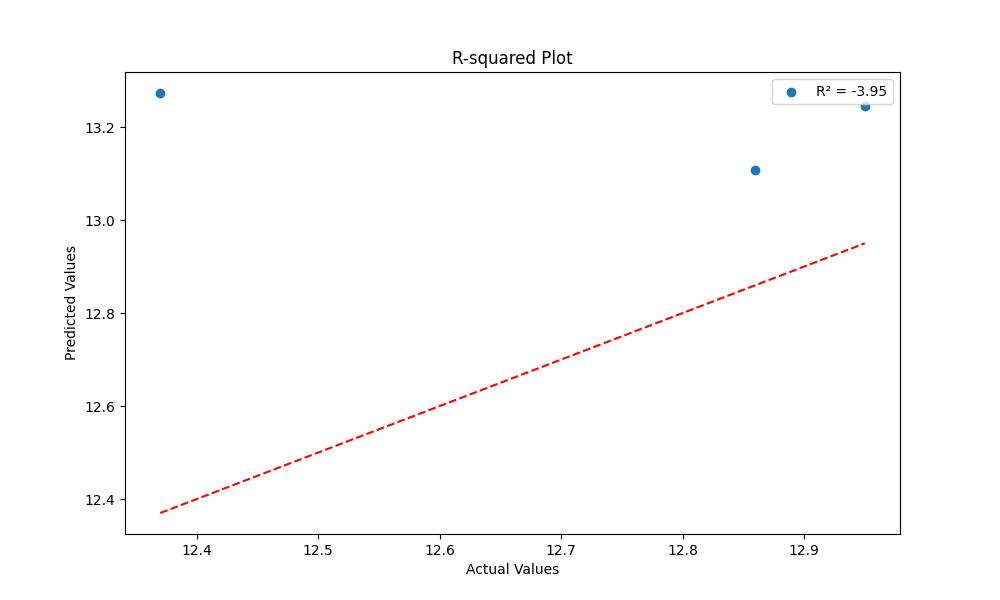 R-squared Plot
R² = -3.95
13.2
13.0
12.8
12.6
12.4
Predicted Values
12.4 12.5 12.6 12.7 12.8 12.9
Actual Values